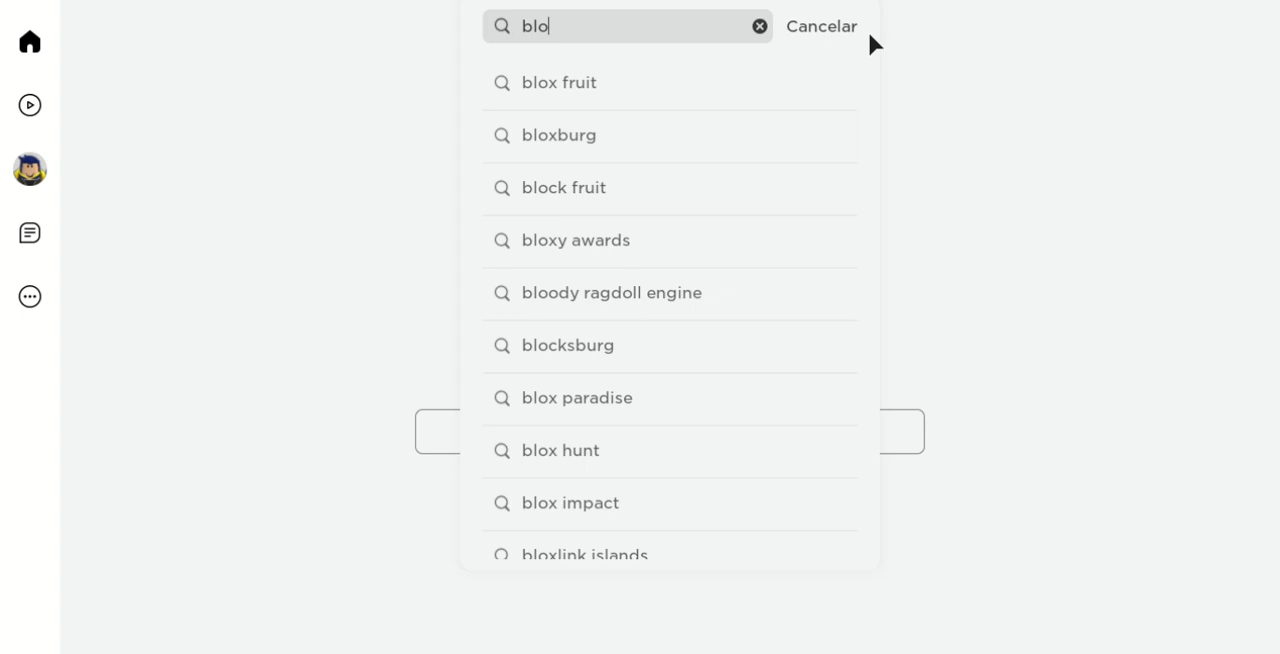 blo
Cancelar
blox fruit
bloxburg
block fruit
bloxy awards
bloody ragdoll engine
blocksburg
blox paradise
blox hunt
blox impact
bloxlink islands